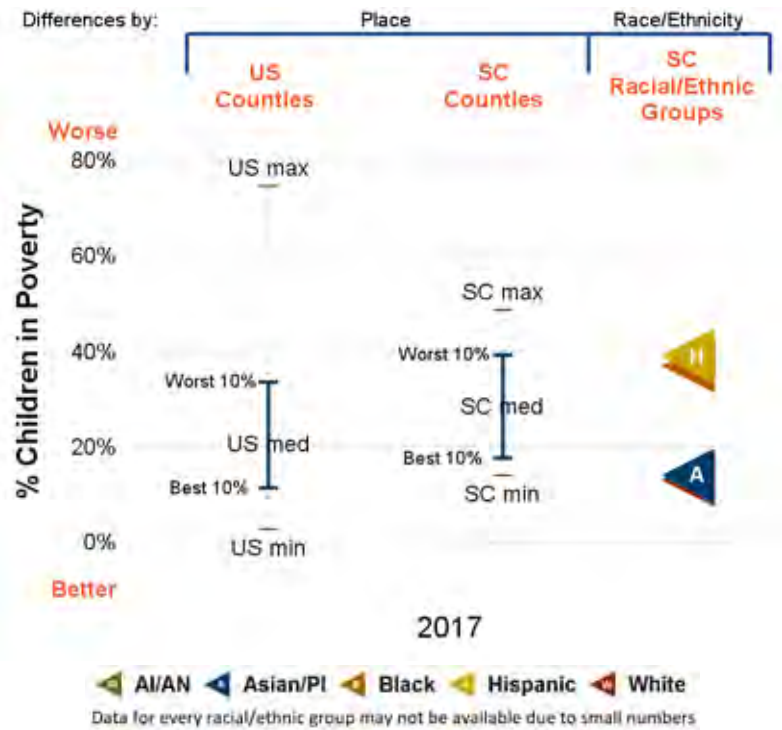 Differences by: Place Race/Ethnicity
US Counties
SC Counties
SC Racial/Ethnic Groups
Worse
% Children in Poverty
80%
US max
60%
SC max
40%
Worst 10%
H
Worst 10%
SC med
20%
US med
Best 10%
A
Best 10%
SC min
0%
US min
Better
2017
AI/AN Asian/PI Black Hispanic White
Data for every racial/ethnic group may not be available due to small numbers